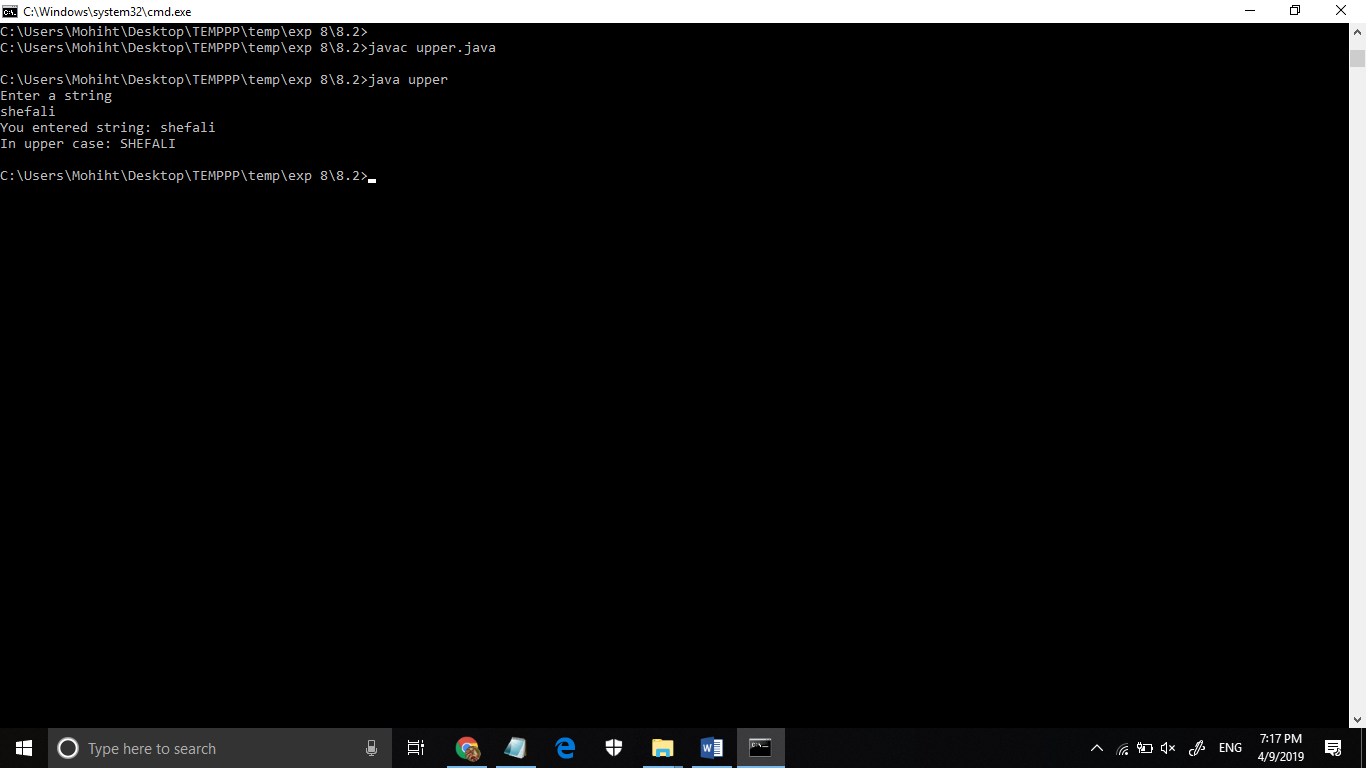 C:\Windows\system32\cmd.exe
C:\Users\Mohiht\Desktop\TEMPPP\temp\exp 8\8.2>
C:\Users\Mohiht\Desktop\TEMPPP\temp\exp 8\8.2>javac upper.java
C:\Users\Mohiht\Desktop\TEMPPP\temp\exp 8\8.2>java upper
Enter a string
shefali
You entered string: shefali
In upper case: SHEFALI
C:\Users\Mohiht\Desktop\TEMPPP\temp\exp 8\8.2>
Type here to search
ENG
7:17 PM
4/9/2019